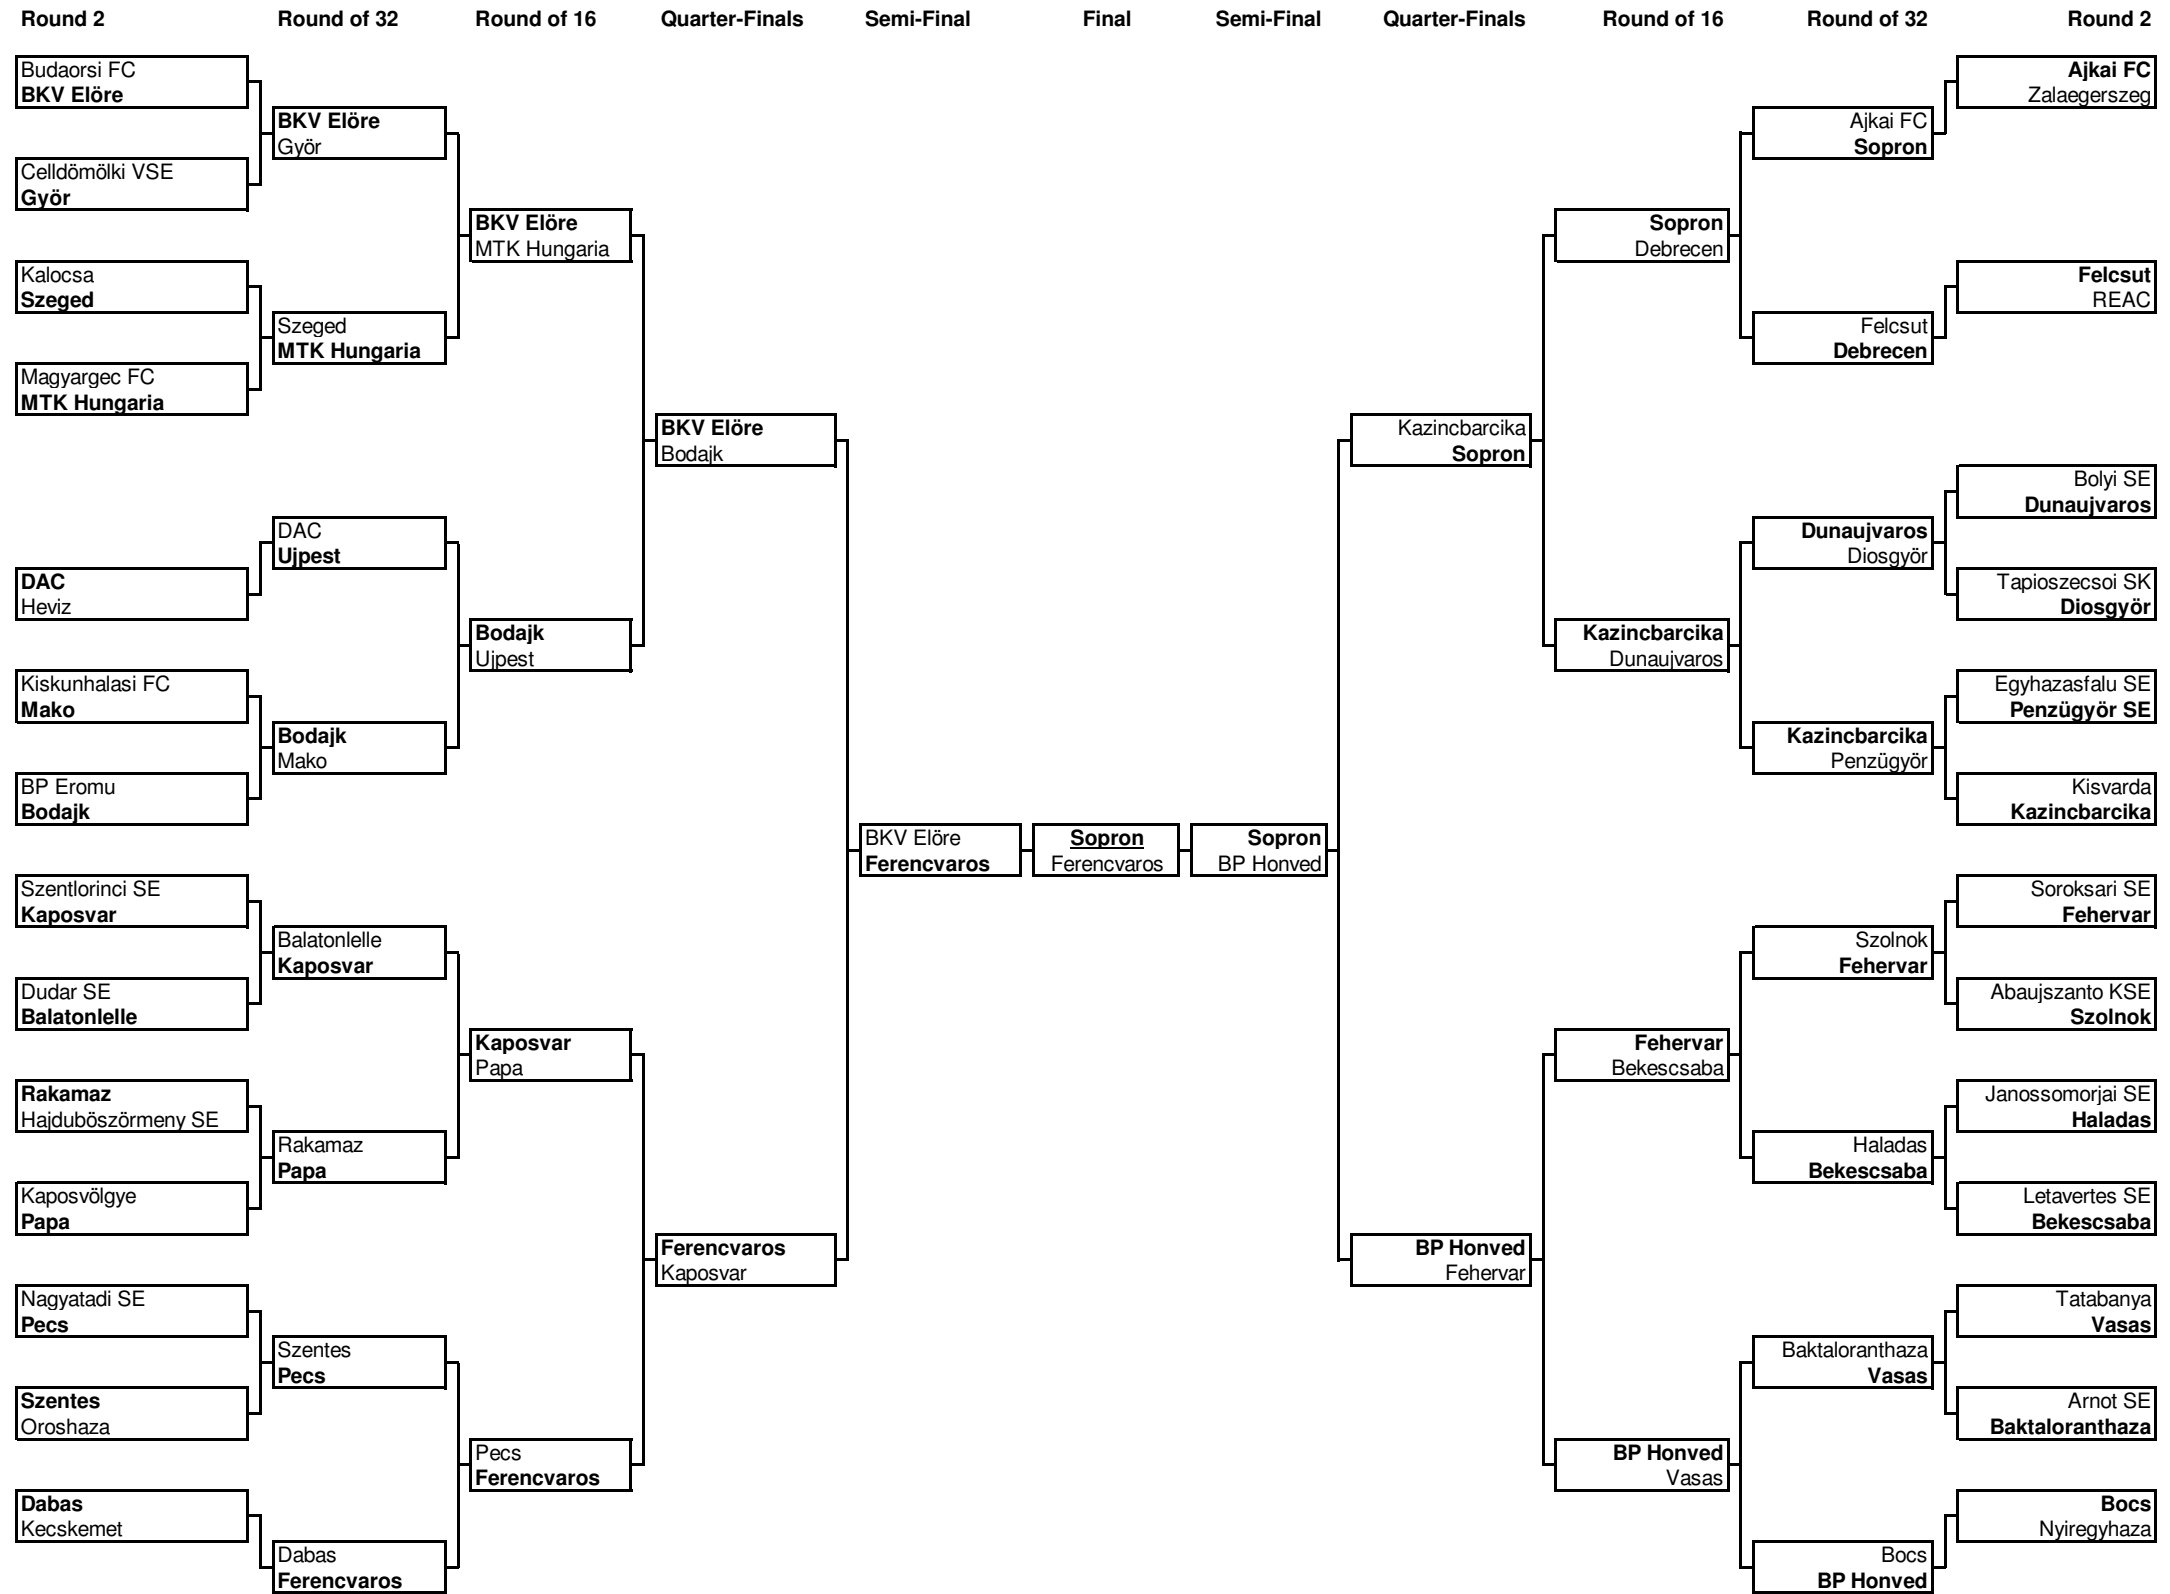 Round 2
Round of 32
Round of 16
Quarter-Finals
Semi-Final
Final
Semi-Final
Quarter-Finals
Round of 16
Round of 32
Round 2
Budaorsi FC
BKV Elöre
Celldömölki VSE
Györ
Kalocsa
Szeged
Magyargec FC
MTK Hungaria
DAC
Heviz
Kiskunhalasi FC
Mako
BP Eromu
Bodajk
Szentlorinci SE
Kaposvar
Dudar SE
Balatonlelle
Rakamaz
Hajduböszörmeny SE
Kaposvölgye
Papa
Nagyatadi SE
Pecs
Szentes
Oroshaza
Dabas
Kecskemet
BKV Elöre
Györ
Szeged
MTK Hungaria
DAC
Ujpest
Bodajk
Mako
Balatonlelle
Kaposvar
Rakamaz
Papa
Szentes
Pecs
Dabas
Ferencvaros
BKV Elöre
MTK Hungaria
Bodajk
Ujpest
Kaposvar
Papa
Pecs
Ferencvaros
BKV Elöre
Bodajk
Ferencvaros
Kaposvar
BKV Elöre
Ferencvaros
Sopron
Ferencvaros
Sopron
BP Honved
Kazincbarcika
Sopron
BP Honved
Fehervar
Sopron
Debrecen
Kazincbarcika
Dunaujvaros
Fehervar
Bekescsaba
BP Honved
Vasas
Ajkai FC
Sopron
Felcsut
Debrecen
Dunaujvaros
Diosgyör
Kazincbarcika
Penzügyör
Szolnok
Fehervar
Haladas
Bekescsaba
Baktaloranthaza
Vasas
Bocs
BP Honved
Ajkai FC
Zalaegerszeg
Felcsut
REAC
Bolyi SE
Dunaujvaros
Tapioszecsoi SK
Diosgyör
Egyhazasfalu SE
Penzügyör SE
Kisvarda
Kazincbarcika
Soroksari SE
Fehervar
Abaujszanto KSE
Szolnok
Janossomorjai SE
Haladas
Letavertes SE
Bekescsaba
Tatabanya
Vasas
Arnot SE
Baktaloranthaza
Bocs
Nyiregyhaza